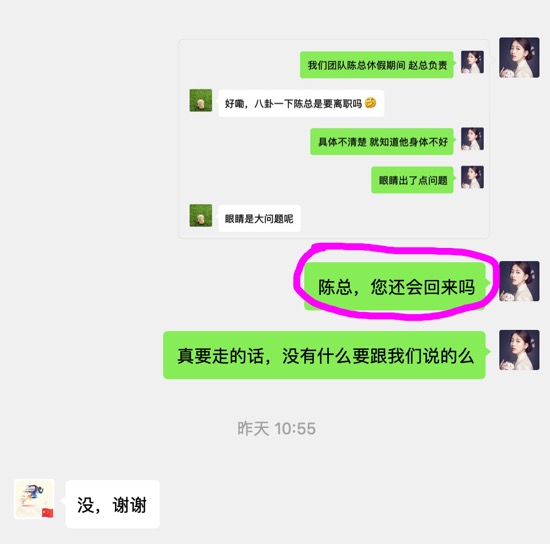 我们团队陈总休假期间 赵总负责
好嘞，八卦一下陈总是要离职吗
具体不清楚 就知道他身体不好
眼睛出了点问题
眼睛是大问题呢
陈总，您还会回来吗
真要走的话，没有什么要跟我们说的么
昨天 10:55
没，谢谢